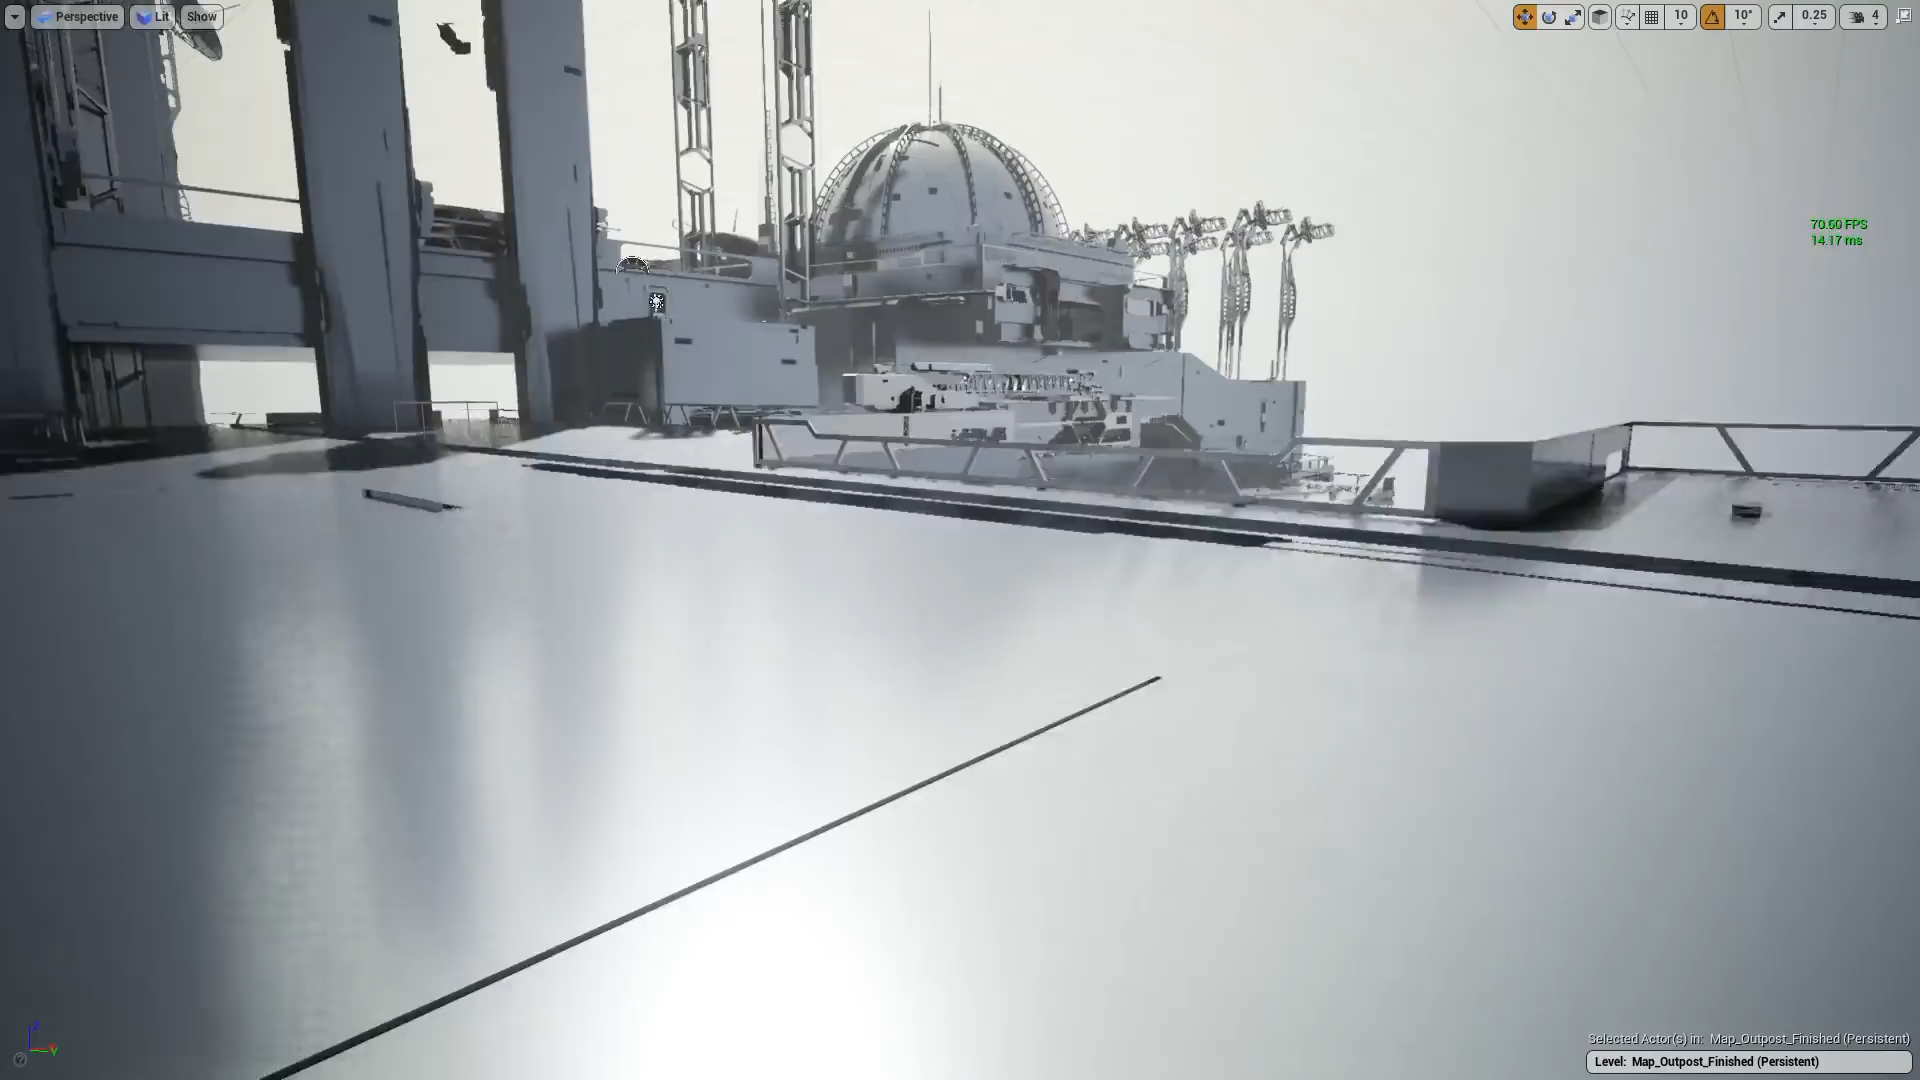 Perspective
Lit
Show
10
10°
0.25
4
70.60 FPS
14.17 ms
Z
Y
?
Selected Actor(s) in: Map_Outpost_Finished (Persistent)
Level: Map_Outpost_Finished (Persistent)